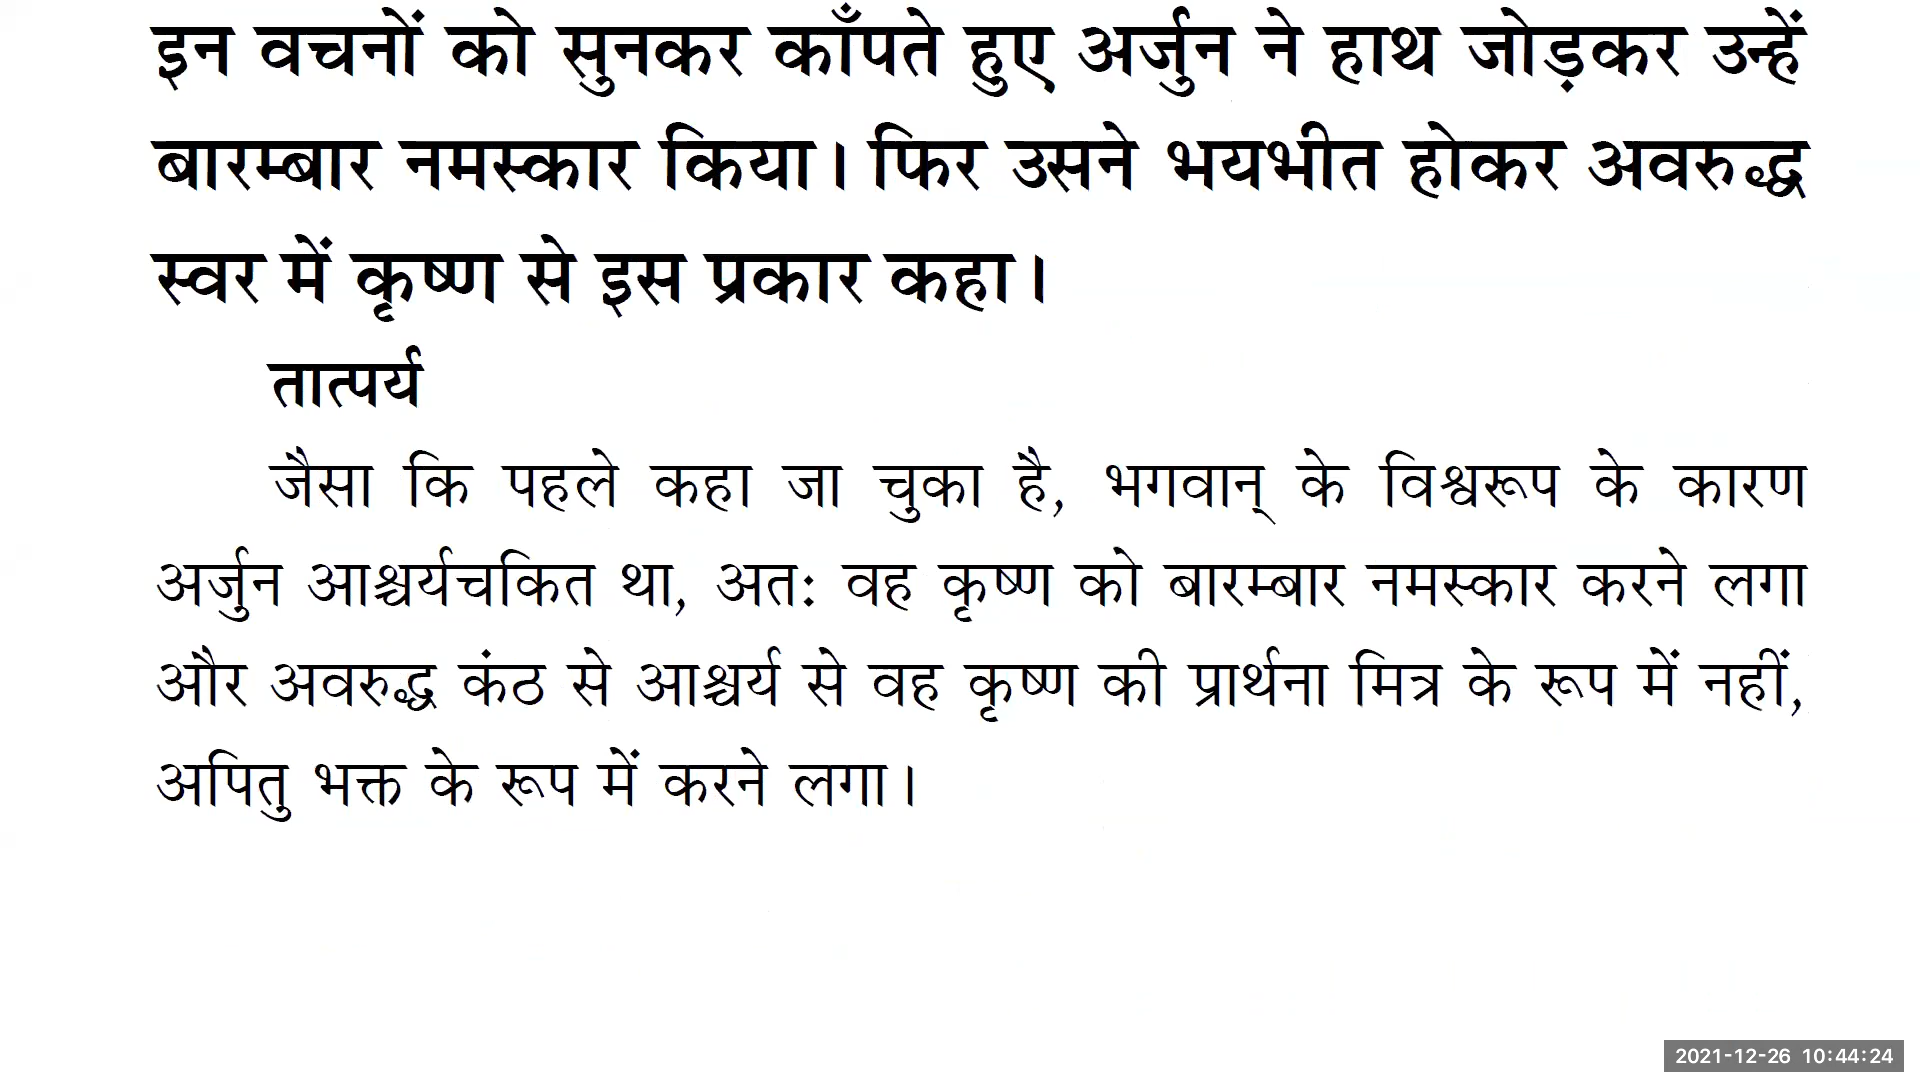 इन वचनों को सुनकर काँपते हुए अर्जुन ने हाथ जोड़कर उन्हें
बारम्बार नमस्कार किया। फिर उसने भयभीत होकर अवरुद्ध
स्वर में कृष्ण से इस प्रकार कहा।
तात्पर्य
जैसा कि पहले कहा जा चुका है, भगवान् के विश्वरूप के कारण
अर्जुन आश्चर्यचकित था, अतः वह कृष्ण को बारम्बार नमस्कार करने लगा
और अवरुद्ध कंठ से आश्चर्य से वह कृष्ण की प्रार्थना मित्र के रूप में नहीं,
अपितु भक्त के रूप में करने लगा।
2021-12-26 10:44:24